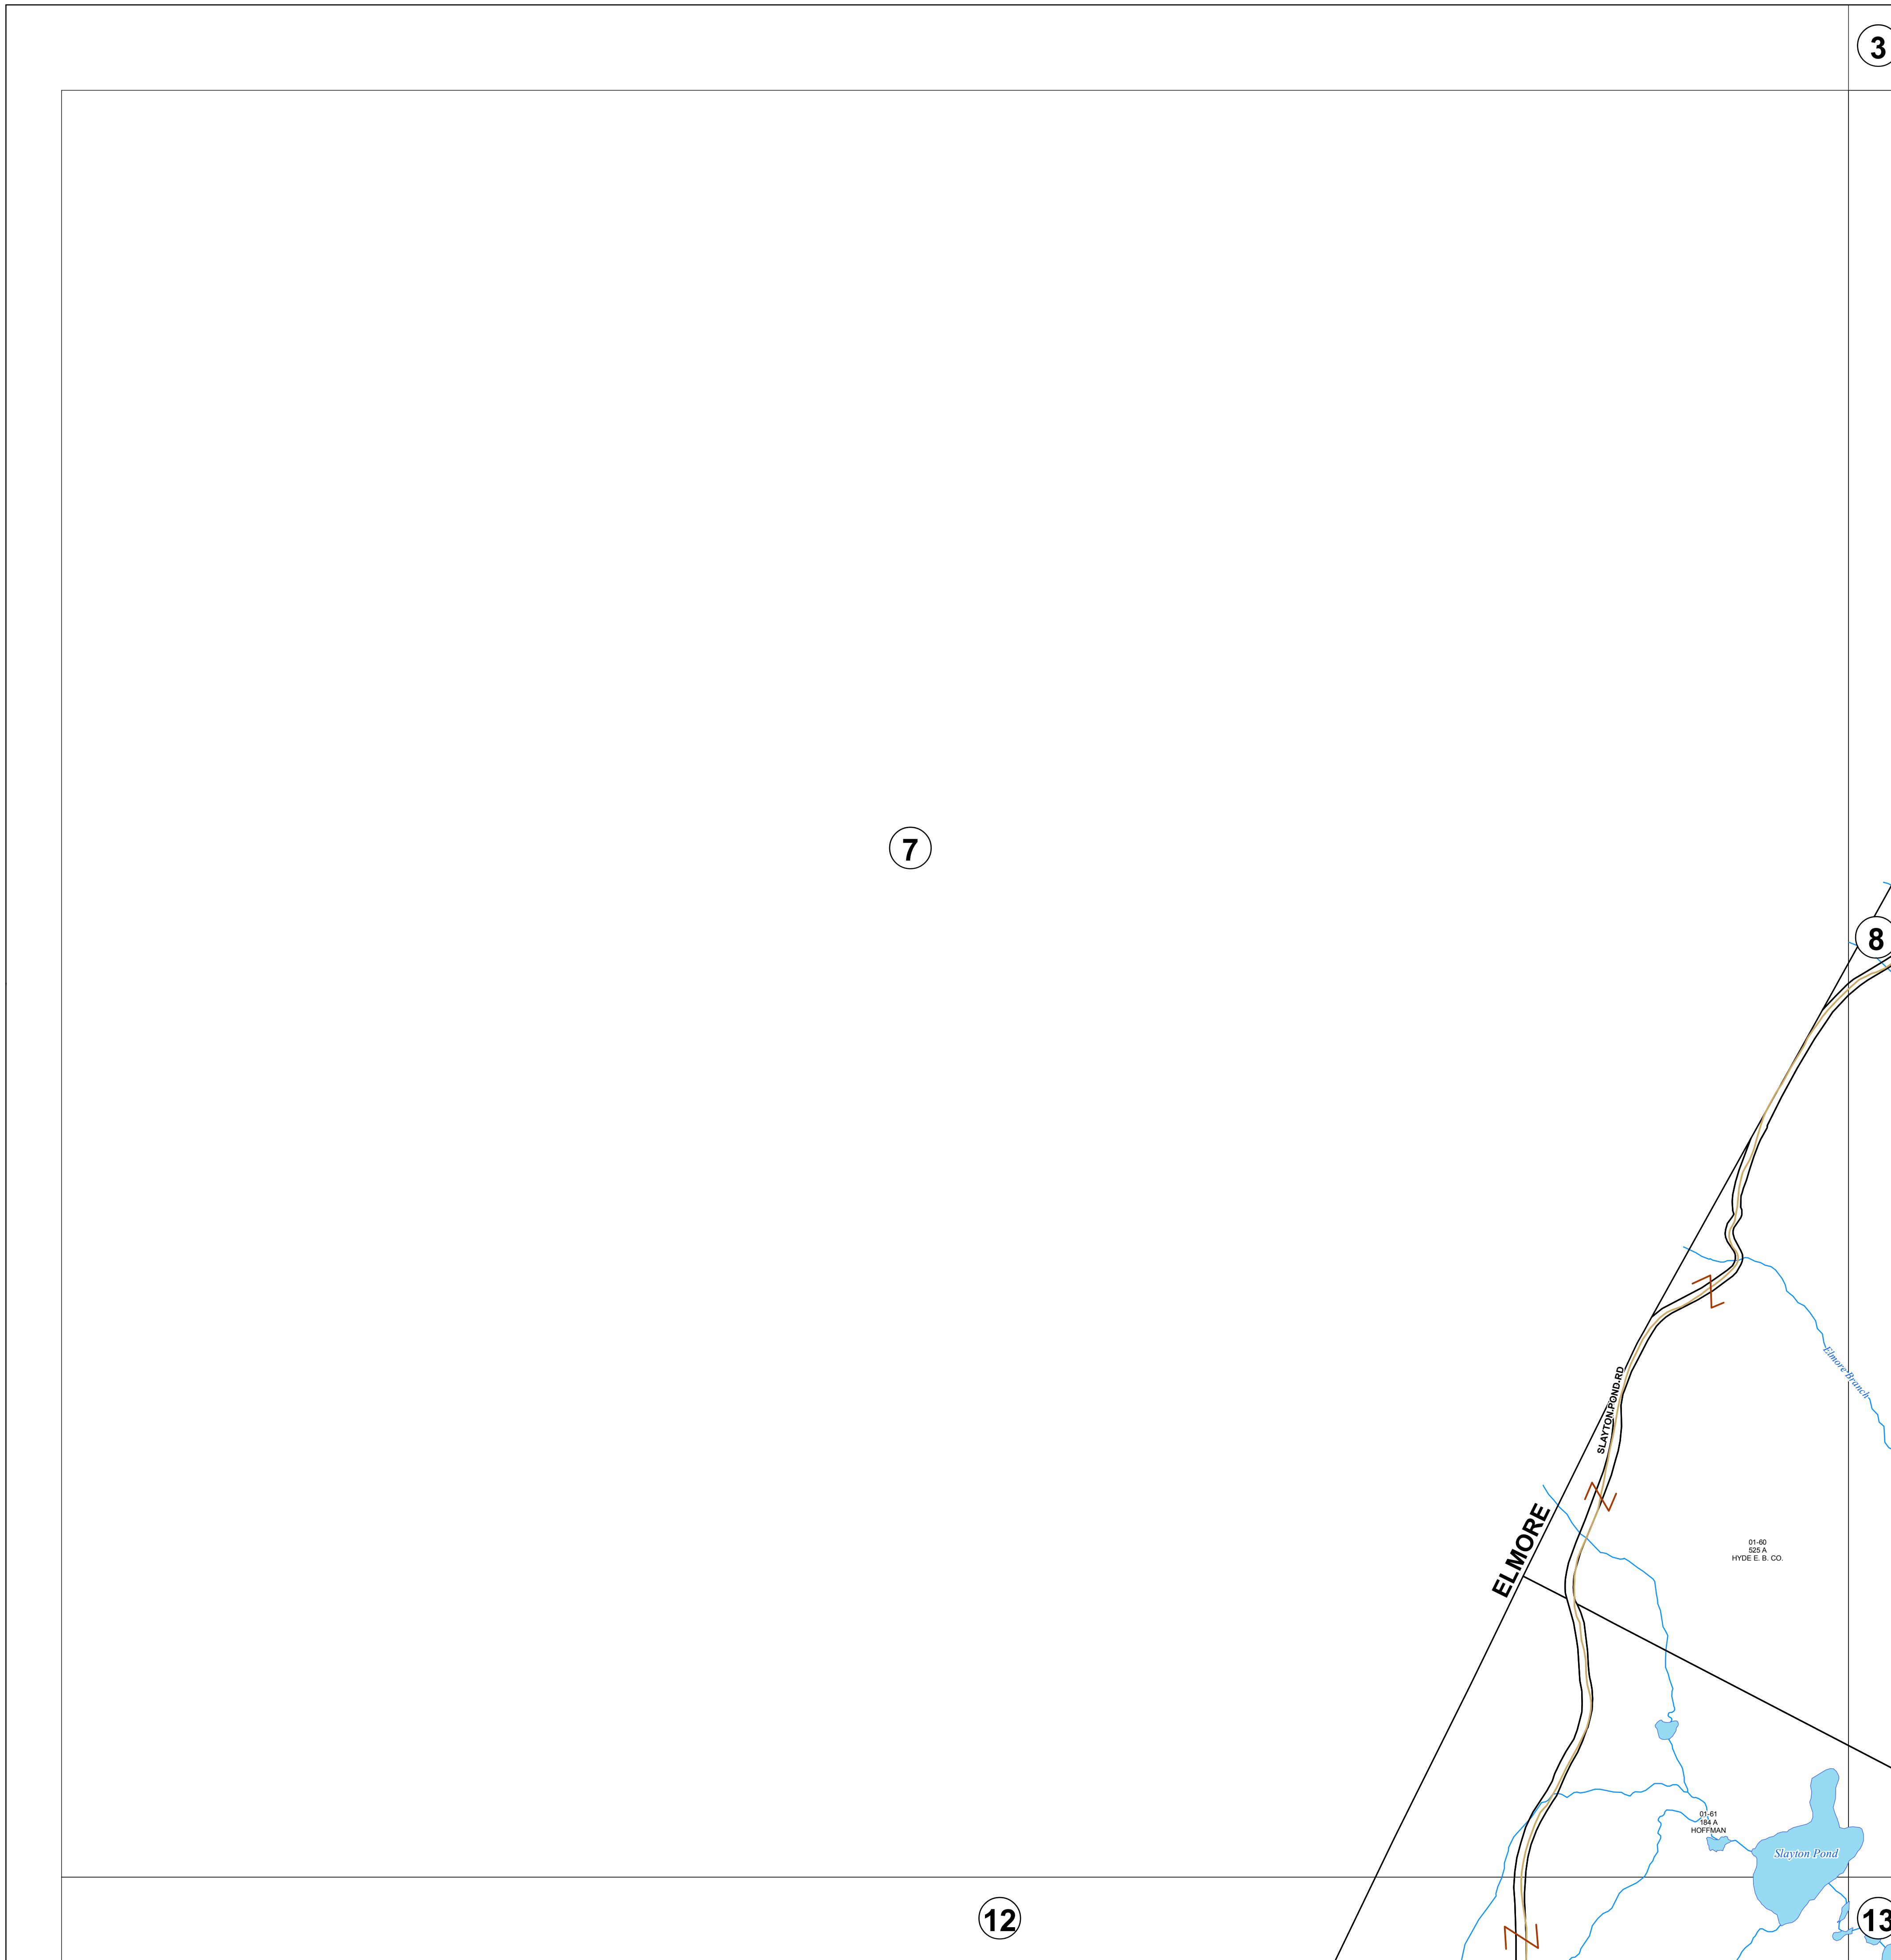 3
7
8
Elmore Branch
SLAYTON POND RD
ELMORE
01-60
525 A
HYDE E. B. CO.
01-61
184 A
HOFFMAN
Slayton Pond
12
13